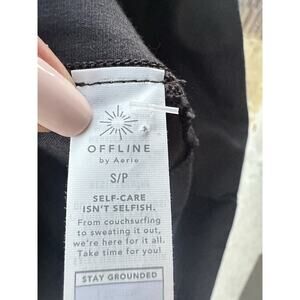 OFFLINE
by Aerie
S/P
SELF-CARE
ISN'T SELFISH.
From couchsurfing
to sweating it out,
we're here for it all.
Take time for you!
STAY GROUNDED